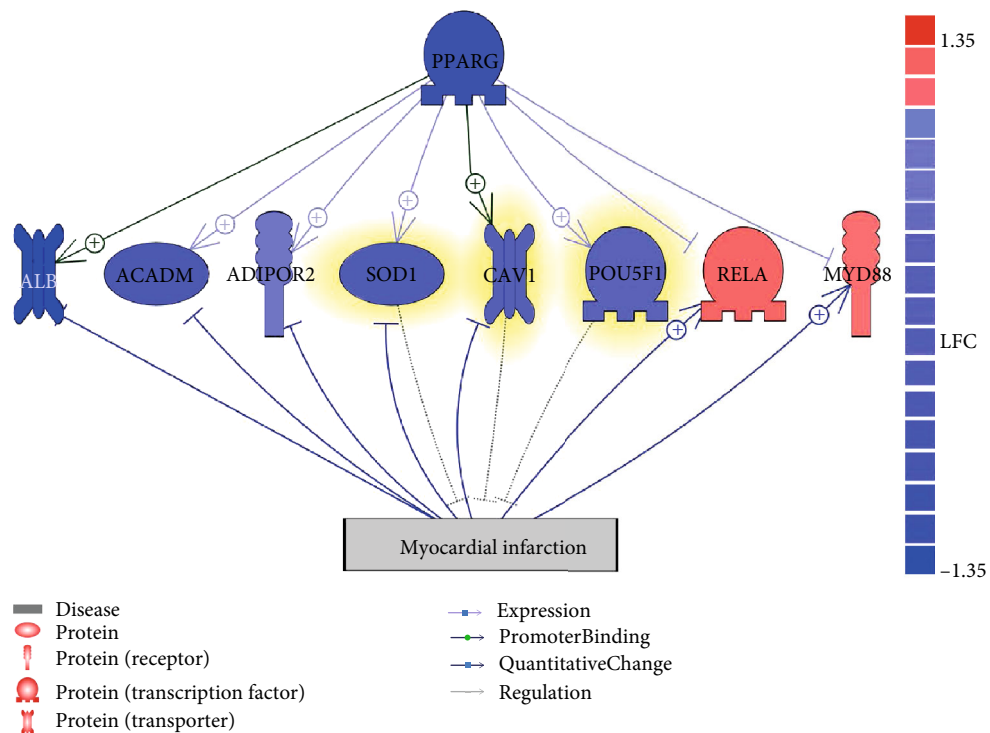 PPARG
1.35
ALB
ACADM
ADIPOR2
SOD1
CAV1
POU5F1
RELA
MYD88
+
+
+
+
+
+
+
+
LFC
Myocardial infarction
−1.35
Disease
Protein
Protein (receptor)
Protein (transcription factor)
Protein (transporter)
Expression
PromoterBinding
QuantitativeChange
Regulation